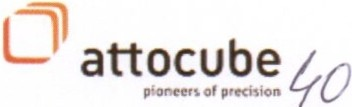 attocube
pioneers of precision 40